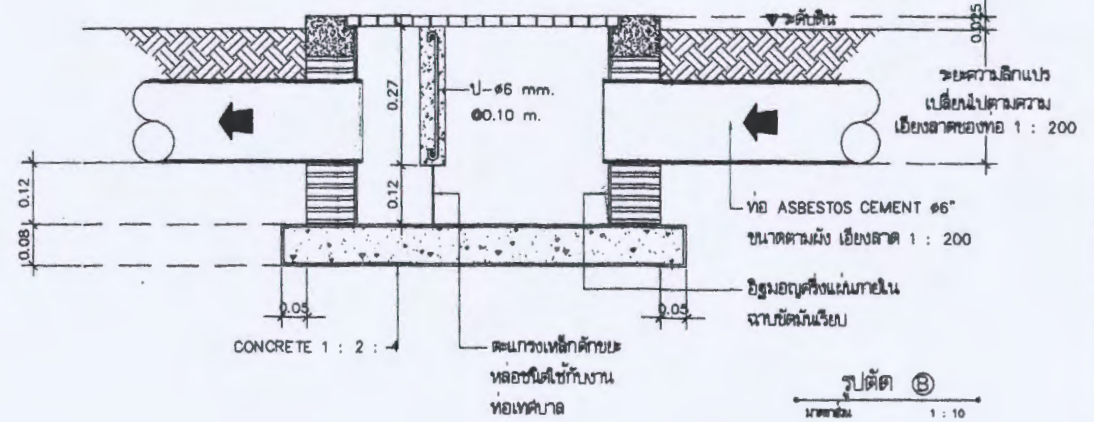 ระดับดิน
0.025
ป-ø6 mm.
@0.10 m.
0.27
ระยะความลึกแปร
เปลี่ยนไปตามความ
เอียงลาดของท่อ 1 : 200
0.12
0.12
0.08
ท่อ ASBESTOS CEMENT ø6"
ขนาดตามผัง เอียงลาด 1 : 200
อิฐมอญครึ่งแผ่นภายใน
ฉาบขัดมันเรียบ
0.05
0.05
CONCRETE 1 : 2 :
ตะแกรงเหล็กดักขยะ
หล่อชนิดใช้กับงาน
ท่อเทศบาล
รูปตัด B
มาตราส่วน 1 : 10